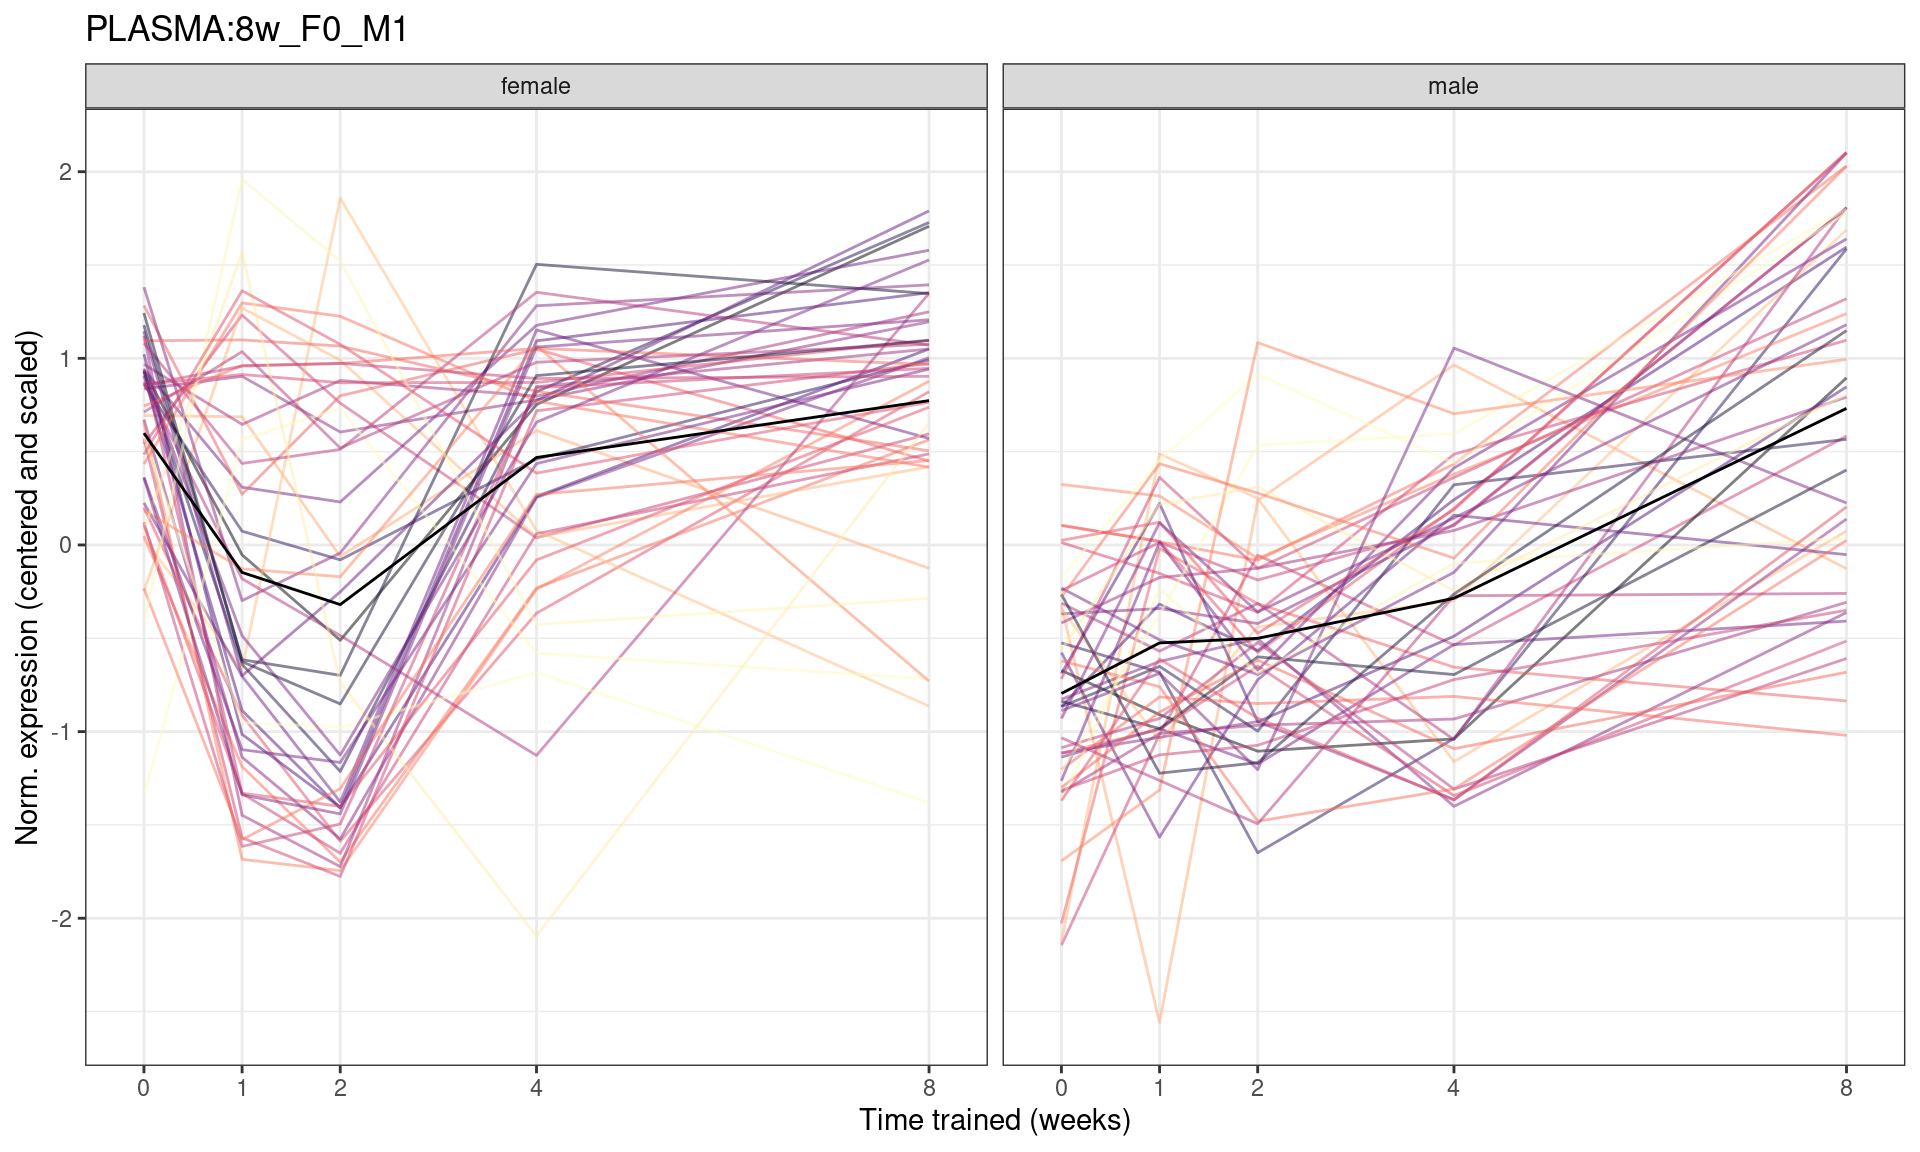 PLASMA:8w_F0_M1
female
male
Norm. expression (centered and scaled)
2
1
0
-1
-2
0 1 2 4 8
0 1 2 4 8
Time trained (weeks)